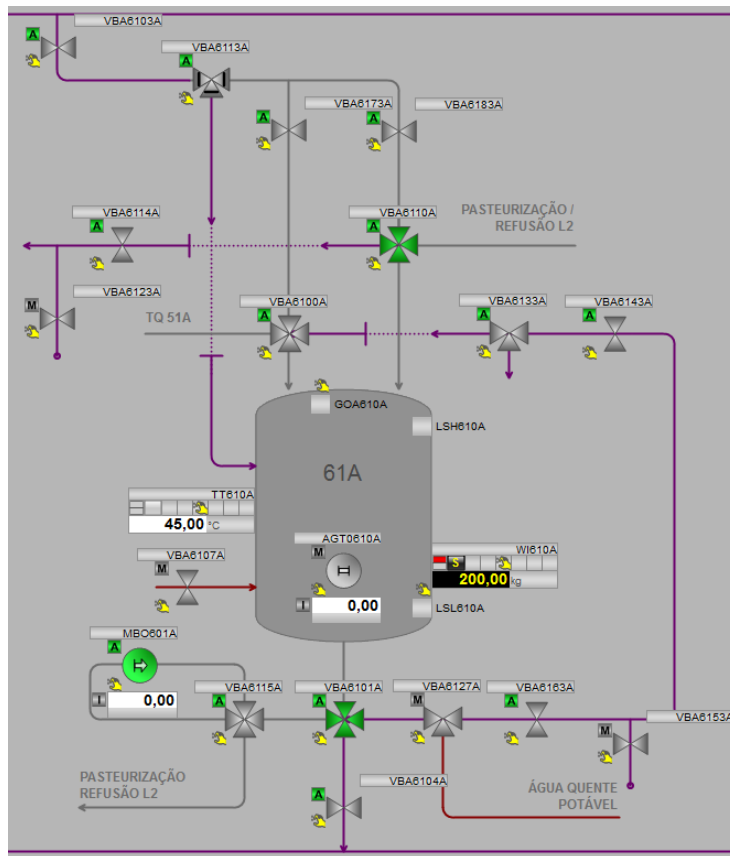 VBA6103A
A
VBA6113A
A
VBA6173A
VBA6183A
A
A
VBA6114A
A
VBA6110A
A
PASTEURIZAÇÃO /
REFUSÃO L2
VBA6123A
M
VBA6100A
A
VBA6133A
A
VBA6143A
A
TQ 51A
GOA610A
LSH610A
61A
TT610A
45,00 °C
AGT0610A
M
VBA6107A
M
WI610A
S
200,00 kg
I
0,00
LSL610A
MBO601A
A
I
0,00
VBA6115A
A
VBA6101A
A
VBA6127A
M
VBA6163A
A
VBA6153A
M
PASTEURIZAÇÃO
REFUSÃO L2
VBA6104A
A
ÁGUA QUENTE
POTÁVEL